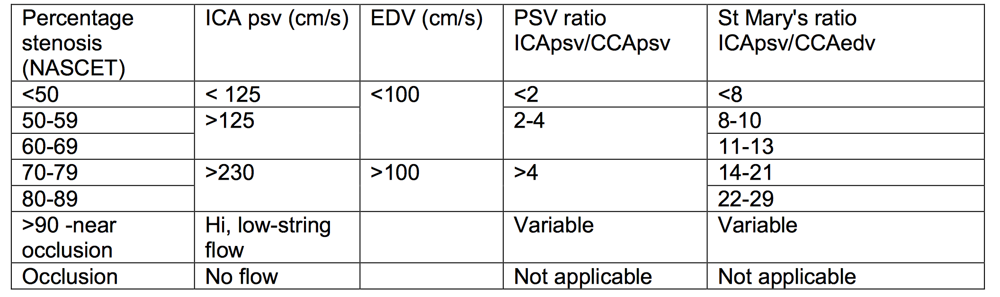 Percentage stenosis (NASCET) ICA psv (cm/s) EDV (cm/s) PSV ratio ICApsv/CCApsv St Mary's ratio ICApsv/CCAedv
<50 < 125 <100 <2 <8
50-59 >125 2-4 8-10
60-69 11-13
70-79 >230 >100 >4 14-21
80-89 22-29
>90 -near occlusion Hi, low-string flow Variable Variable
Occlusion No flow Not applicable Not applicable